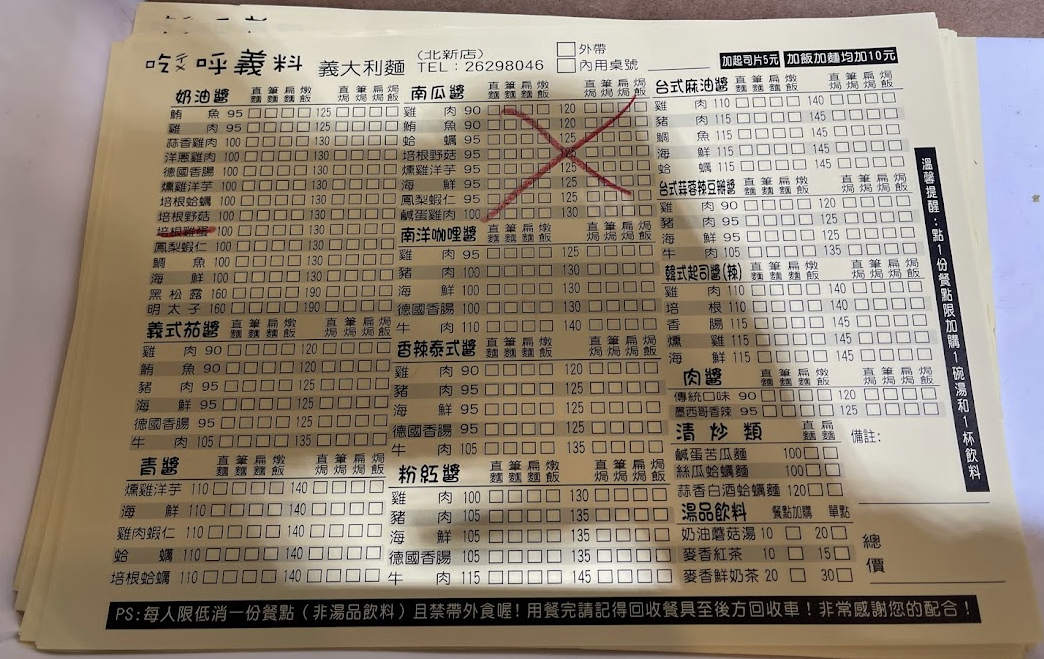 吃ㄔ呼義料 義大利麵 (北新店) TEL:26298046
□外帶
□內用桌號
加起司片5元 加飯加麵均加10元
奶油醬 直麵 筆麵 扁麵 燉飯 直焗 筆焗 扁焗 焗飯
鮪魚 95 □□□□ 125 □□□□
雞肉 95 □□□□ 125 □□□□
蒜香雞肉 100 □□□□ 130 □□□□
洋蔥雞肉 100 □□□□ 130 □□□□
德國香腸 100 □□□□ 130 □□□□
燻雞洋芋 100 □□□□ 130 □□□□
培根蛤蠣 100 □□□□ 130 □□□□
培根野菇 100 □□□□ 130 □□□□
培根雞蛋 100 □□□□ 130 □□□□
鳳梨蝦仁 100 □□□□ 130 □□□□
鯛魚 100 □□□□ 130 □□□□
海鮮 100 □□□□ 130 □□□□
黑松露 160 □□□□ 190 □□□□
明太子 160 □□□□ 190 □□□□
義式茄醬 直麵 筆麵 扁麵 燉飯 直焗 筆焗 扁焗 焗飯
雞肉 90 □□□□ 120 □□□□
鮪魚 95 □□□□ 125 □□□□
豬肉 95 □□□□ 125 □□□□
海鮮 95 □□□□ 125 □□□□
德國香腸 95 □□□□ 125 □□□□
牛肉 105 □□□□ 135 □□□□
青醬 直麵 筆麵 扁麵 燉飯 直焗 筆焗 扁焗 焗飯
燻雞洋芋 110 □□□□ 140 □□□□
海鮮 110 □□□□ 140 □□□□
雞肉蝦仁 110 □□□□ 140 □□□□
蛤蠣 110 □□□□ 140 □□□□
培根蛤蠣 110 □□□□ 140 □□□□
南瓜醬 直麵 筆麵 扁麵 燉飯 直焗 筆焗 扁焗 焗飯
雞肉 90 □□□□ 120 □□□□
鮪魚 90 □□□□ 120 □□□□
蛤蠣 95 □□□□ 125 □□□□
培根野菇 95 □□□□ 125 □□□□
燻雞洋芋 95 □□□□ 125 □□□□
海鮮 95 □□□□ 125 □□□□
鳳梨蝦仁 95 □□□□ 125 □□□□
鹹蛋雞肉 100 □□□□ 130 □□□□
南洋咖哩醬 直麵 筆麵 扁麵 燉飯 直焗 筆焗 扁焗 焗飯
雞肉 95 □□□□ 125 □□□□
豬肉 100 □□□□ 130 □□□□
海鮮 100 □□□□ 130 □□□□
德國香腸 100 □□□□ 130 □□□□
牛肉 110 □□□□ 140 □□□□
香辣泰式醬 直麵 筆麵 扁麵 燉飯 直焗 筆焗 扁焗 焗飯
雞肉 90 □□□□ 120 □□□□
豬肉 95 □□□□ 125 □□□□
海鮮 95 □□□□ 125 □□□□
德國香腸 95 □□□□ 125 □□□□
牛肉 105 □□□□ 135 □□□□
粉紅醬 直麵 筆麵 扁麵 燉飯 直焗 筆焗 扁焗 焗飯
雞肉 100 □□□□ 130 □□□□
豬肉 105 □□□□ 135 □□□□
海鮮 105 □□□□ 135 □□□□
德國香腸 105 □□□□ 135 □□□□
牛肉 115 □□□□ 145 □□□□
台式麻油醬 直麵 筆麵 扁麵 燉飯 直焗 筆焗 扁焗 焗飯
雞肉 110 □□□□ 140 □□□□
豬肉 115 □□□□ 145 □□□□
鯛魚 115 □□□□ 145 □□□□
海鮮 115 □□□□ 145 □□□□
蛤蠣 115 □□□□ 145 □□□□
台式蒜蓉辣豆瓣醬 直麵 筆麵 扁麵 燉飯 直焗 筆焗 扁焗 焗飯
雞肉 90 □□□□ 120 □□□□
豬肉 95 □□□□ 125 □□□□
海鮮 95 □□□□ 125 □□□□
牛肉 105 □□□□ 135 □□□□
韓式起司醬(辣) 直麵 筆麵 扁麵 燉飯 直焗 筆焗 扁焗 焗飯
雞肉 110 □□□□ 140 □□□□
培根 110 □□□□ 140 □□□□
香腸 115 □□□□ 145 □□□□
燻雞 115 □□□□ 145 □□□□
海鮮 115 □□□□ 145 □□□□
肉醬 直麵 筆麵 扁麵 燉飯 直焗 筆焗 扁焗 焗飯
傳統口味 90 □□□□ 120 □□□□
墨西哥香辣 95 □□□□ 125 □□□□
清炒類 直麵 扁麵
鹹蛋苦瓜麵 100 □□
絲瓜蛤蠣麵 100 □□
蒜香白酒蛤蠣麵 120 □□
湯品飲料 餐點加購 單點
奶油蘑菇湯 10 □ 20 □
麥香紅茶 10 □ 15 □
麥香鮮奶茶 20 □ 30 □
備註:
總價
溫馨提醒:點1份餐點限加購1碗湯和1杯飲料
PS:每人限低消一份餐點(非湯品飲料)且禁帶外食喔!用餐完請記得回收餐具至後方回收車!非常感謝您的配合!